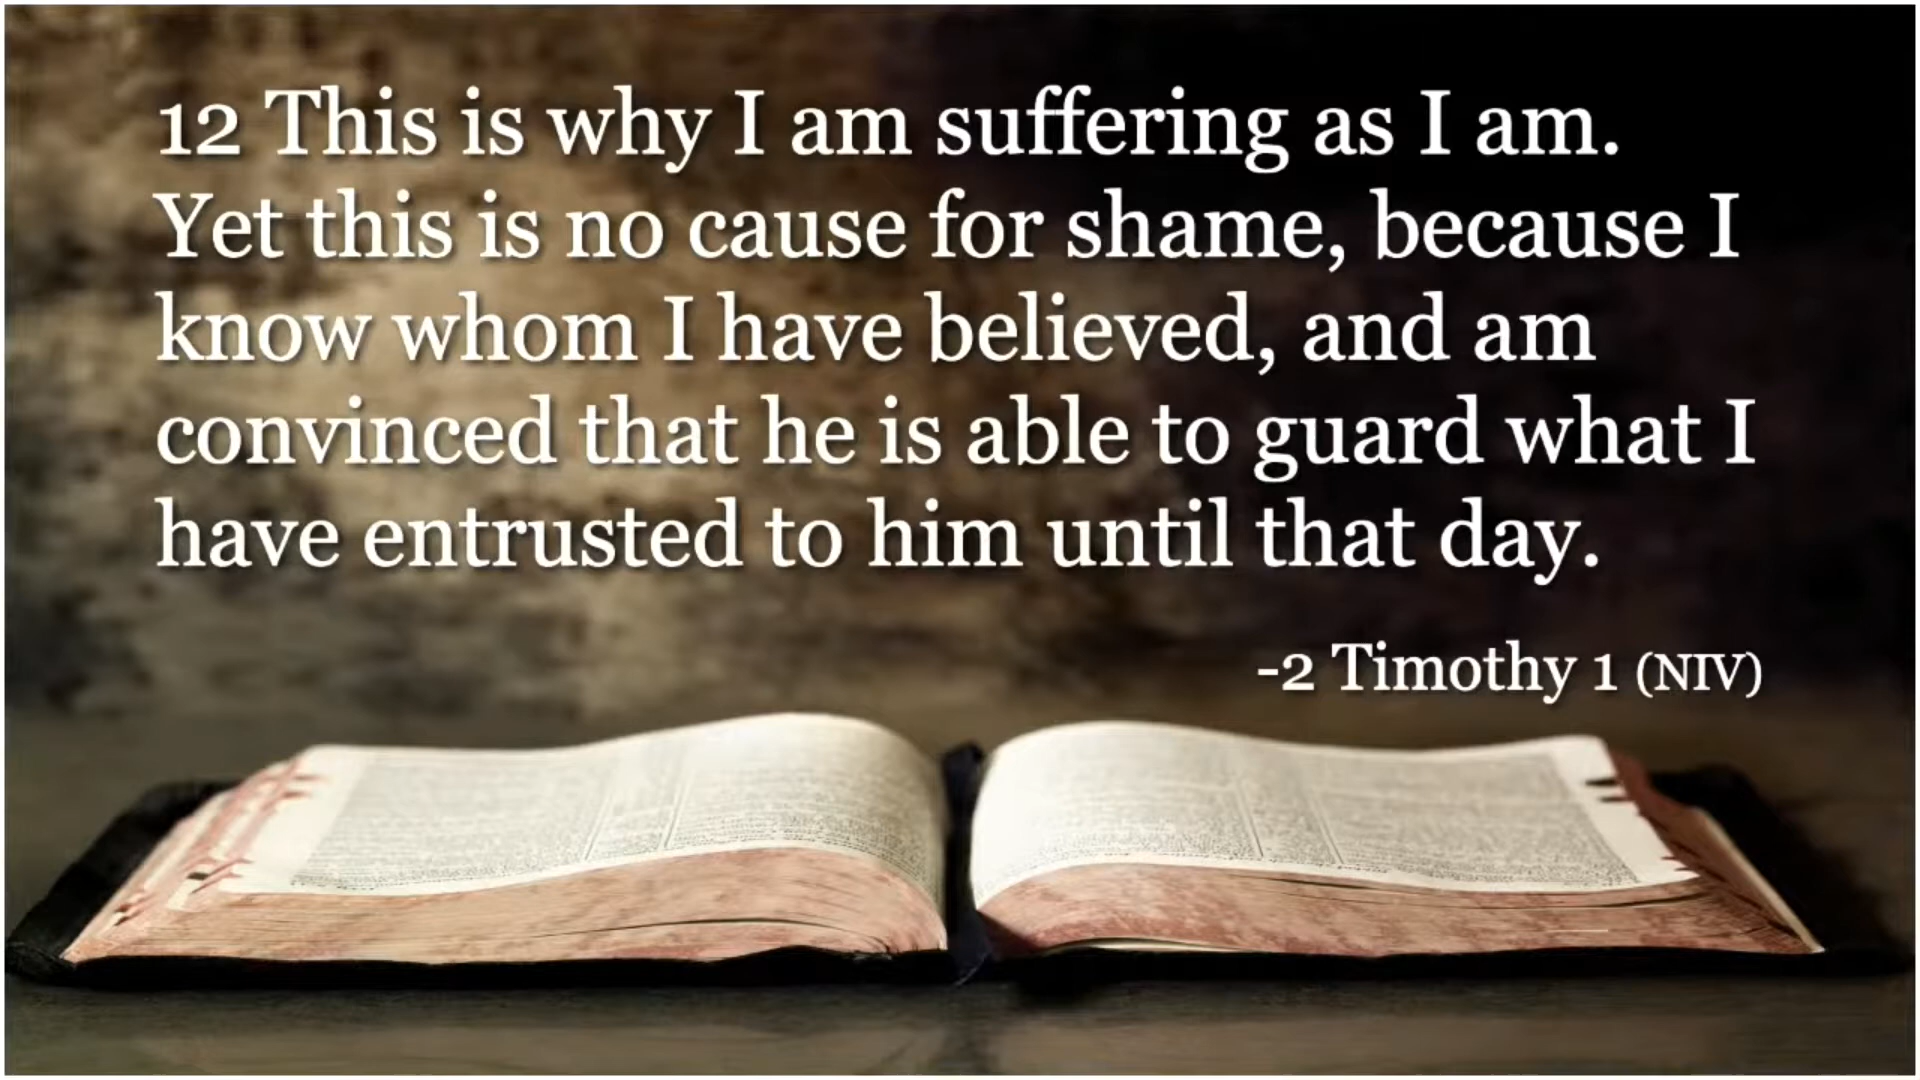 12 This is why I am suffering as I am.
Yet this is no cause for shame, because I
know whom I have believed, and am
convinced that he is able to guard what I
have entrusted to him until that day.
-2 Timothy 1 (NIV)